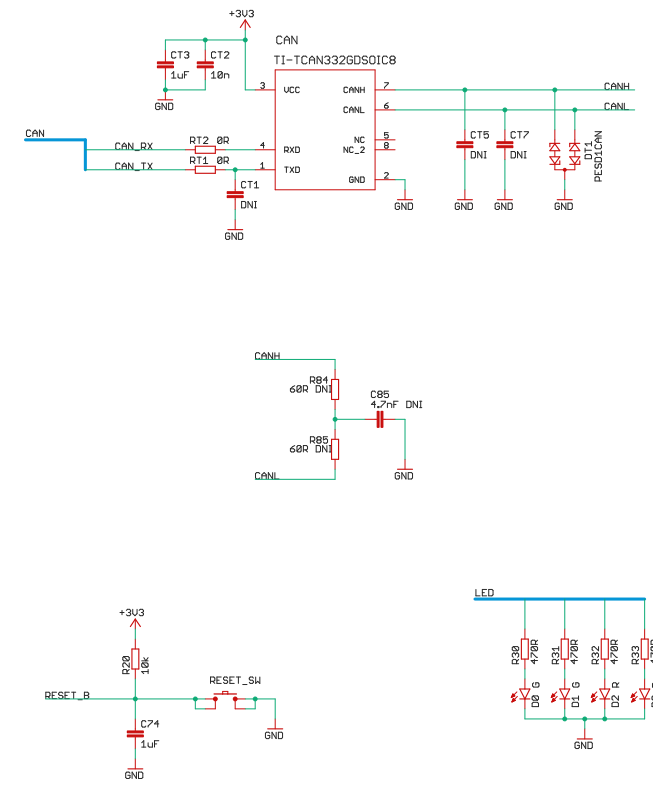 +3V3
CAN
TI-TCAN332GDSOIC8
CT3
1uF
CT2
10n
GND
3 VCC
CANH 7
CANL 6
NC 5
NC_2 8
4 RXD
1 TXD
GND 2
CANH
CANL
CAN
CAN_RX
CAN_TX
RT2 0R
RT1 0R
CT1
DNI
GND
GND
CT5
DNI
GND
CT7
DNI
GND
DT1
PESD1CAN
GND
CANH
R84
60R DNI
C85
4.7nF DNI
R85
60R DNI
CANL
GND
+3V3
R20
10k
RESET_B
RESET_SW
C74
1uF
GND
GND
LED
R30
470R
R31
470R
R32
470R
R33
D0 G
D1 G
D2 R
GND